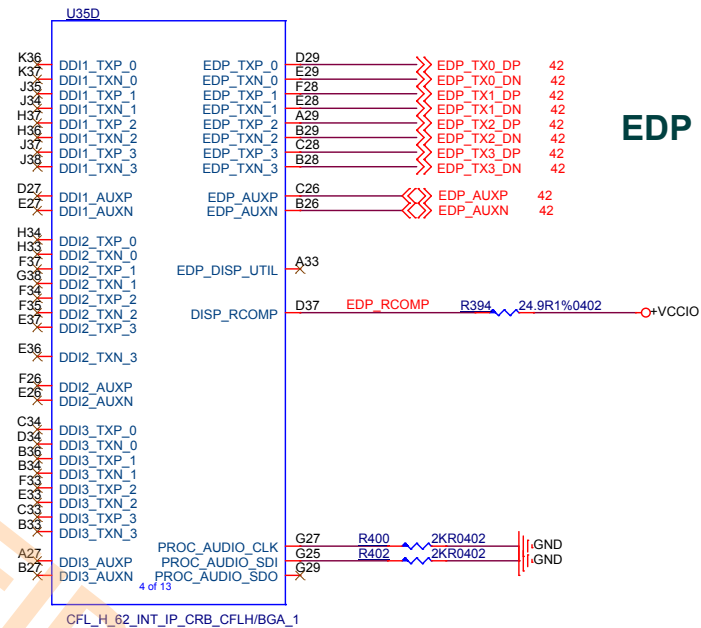 U35D
K36 DDI1_TXP_0 EDP_TXP_0 D29 EDP_TX0_DP 42
K37 DDI1_TXN_0 EDP_TXN_0 E29 EDP_TX0_DN 42
J35 DDI1_TXP_1 EDP_TXP_1 F28 EDP_TX1_DP 42
J34 DDI1_TXN_1 EDP_TXN_1 E28 EDP_TX1_DN 42
H37 DDI1_TXP_2 EDP_TXP_2 A29 EDP_TX2_DP 42
H36 DDI1_TXN_2 EDP_TXN_2 B29 EDP_TX2_DN 42
J37 DDI1_TXP_3 EDP_TXP_3 C28 EDP_TX3_DP 42
J38 DDI1_TXN_3 EDP_TXN_3 B28 EDP_TX3_DN 42
EDP
D27 DDI1_AUXP EDP_AUXP C26 EDP_AUXP 42
E27 DDI1_AUXN EDP_AUXN B26 EDP_AUXN 42
H34 DDI2_TXP_0
H33 DDI2_TXN_0
F37 DDI2_TXP_1 EDP_DISP_UTIL A33
G38 DDI2_TXN_1
F34 DDI2_TXP_2
F35 DDI2_TXN_2 DISP_RCOMP D37 EDP_RCOMP R394 24.9R1%0402 +VCCIO
E37 DDI2_TXP_3
E36 DDI2_TXN_3
F26 DDI2_AUXP
E26 DDI2_AUXN
C34 DDI3_TXP_0
D34 DDI3_TXN_0
B36 DDI3_TXP_1
B34 DDI3_TXN_1
F33 DDI3_TXP_2
E33 DDI3_TXN_2
C33 DDI3_TXP_3
B33 DDI3_TXN_3
PROC_AUDIO_CLK G27 R400 2KR0402 GND
A27 DDI3_AUXP PROC_AUDIO_SDI G25 R402 2KR0402 GND
B27 DDI3_AUXN PROC_AUDIO_SDO G29
4 of 13
CFL_H_62_INT_IP_CRB_CFLH/BGA_1